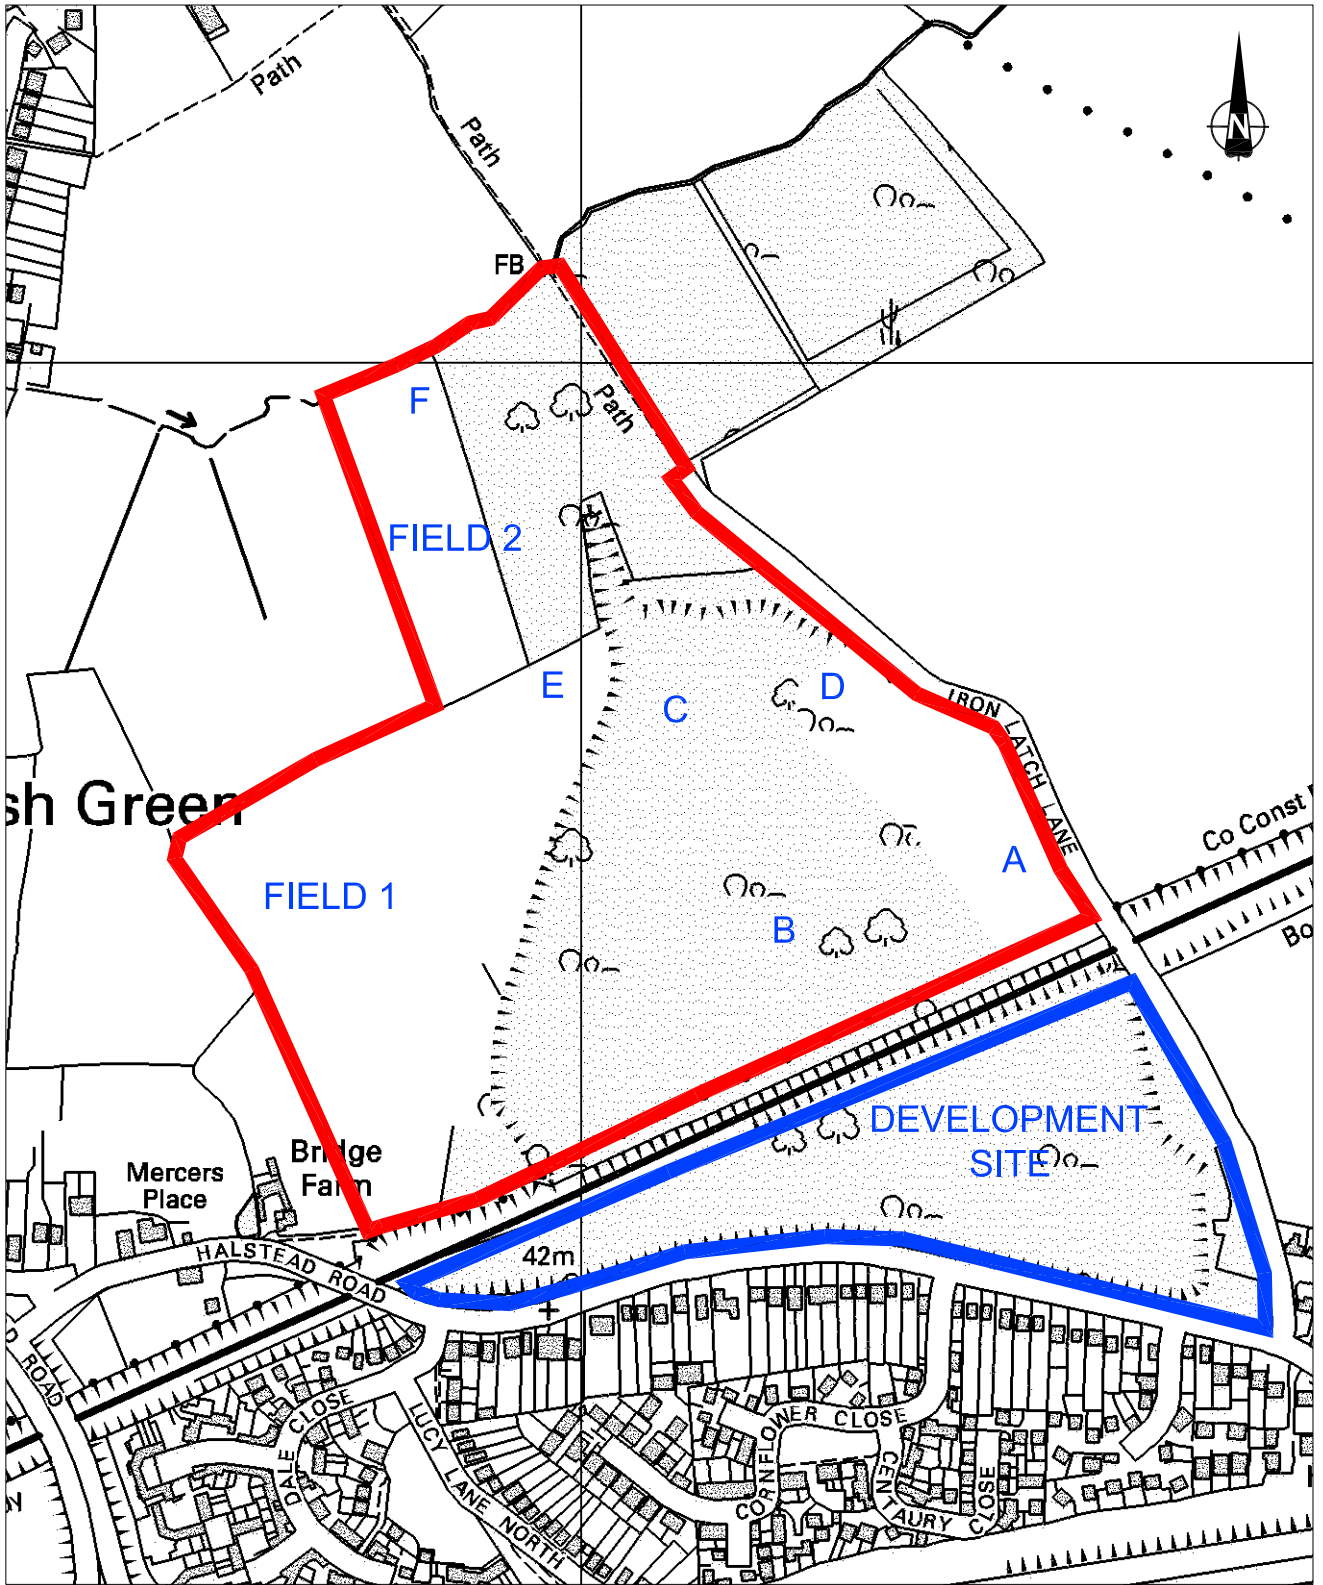 Path
Path
N
FB
F
Path
FIELD 2
E
D
C
IRON LATCH LANE
sh Green
Co Const
A
FIELD 1
B
Bo
DEVELOPMENT
SITE
Bridge
Farm
Mercers
Place
HALSTEAD ROAD
42m
ROAD
DALE CLOSE
LUCY LANE NORTH
CORNFLOWER CLOSE
CENTAURY CLOSE